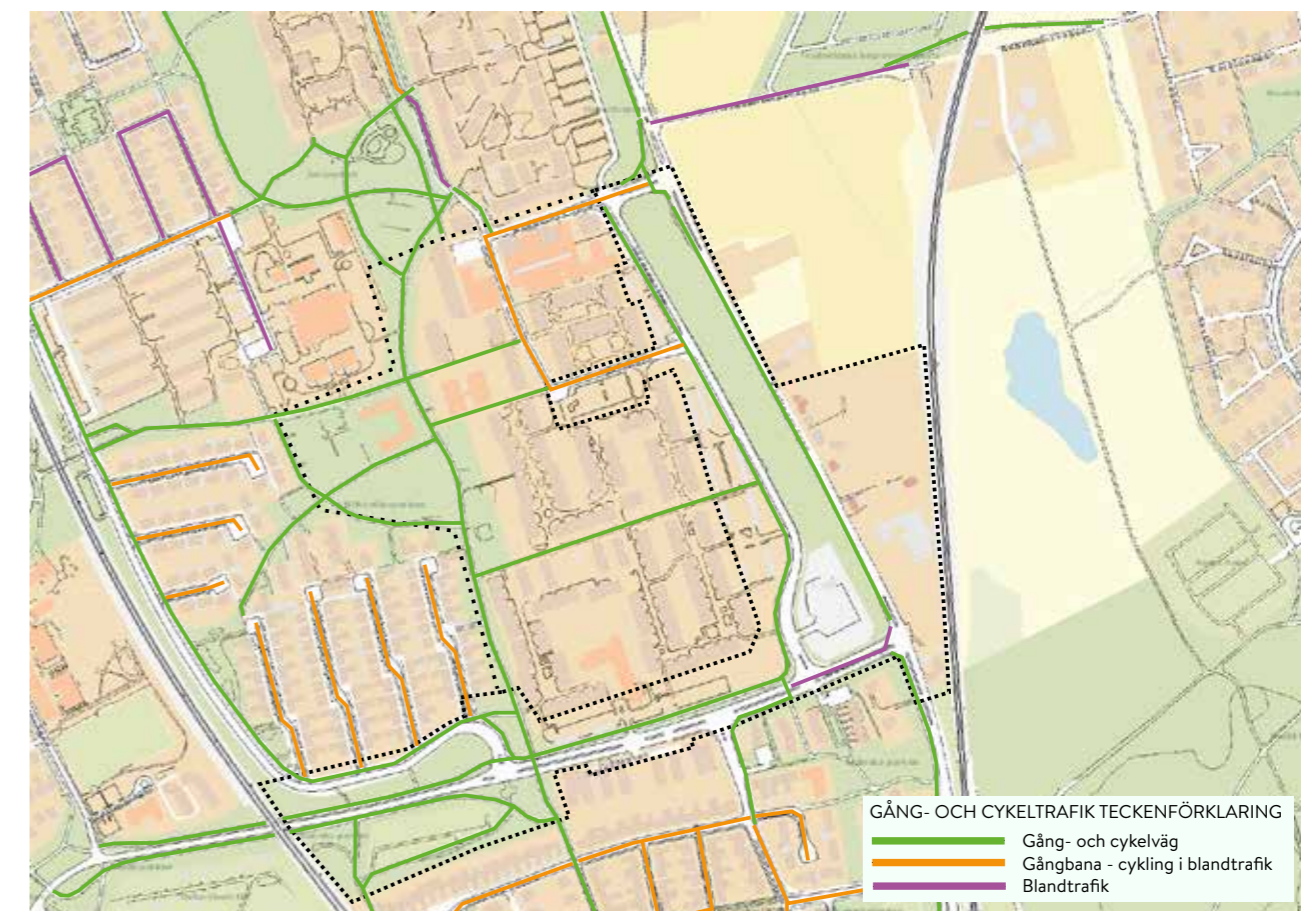 GÅNG- OCH CYKELTRAFIK TECKENFÖRKLARING
Gång- och cykelväg
Gångbana - cykling i blandtrafik
Blandtrafik